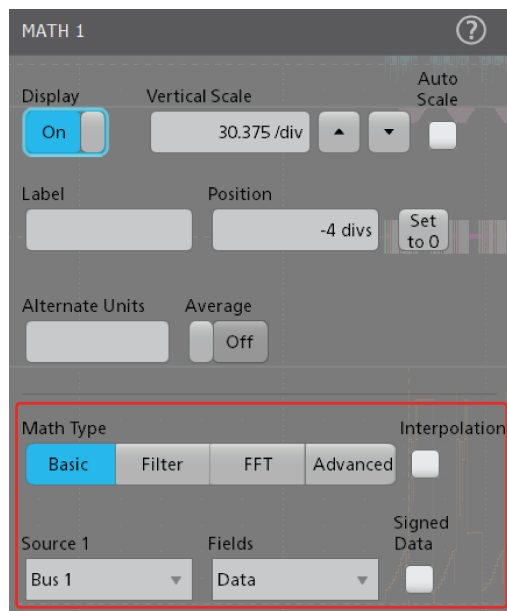 MATH 1 ?
Display Vertical Scale Auto Scale
On 30.375 /div
Label Position
-4 divs Set to 0
Alternate Units Average
Off
Math Type Interpolation
Basic Filter FFT Advanced
Source 1 Fields Signed Data
Bus 1 Data